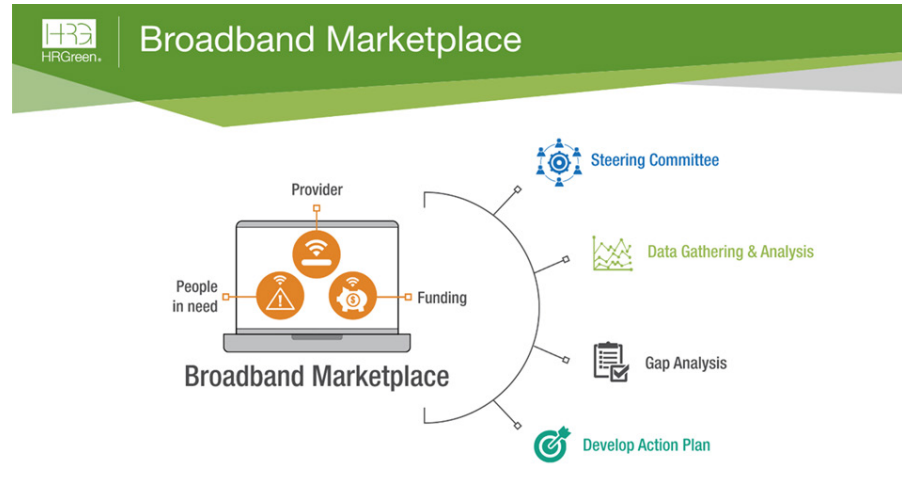 HRG
HRGreen.
Broadband Marketplace
Provider
People
in need
$
Funding
Broadband Marketplace
Steering Committee
Data Gathering & Analysis
Gap Analysis
Develop Action Plan